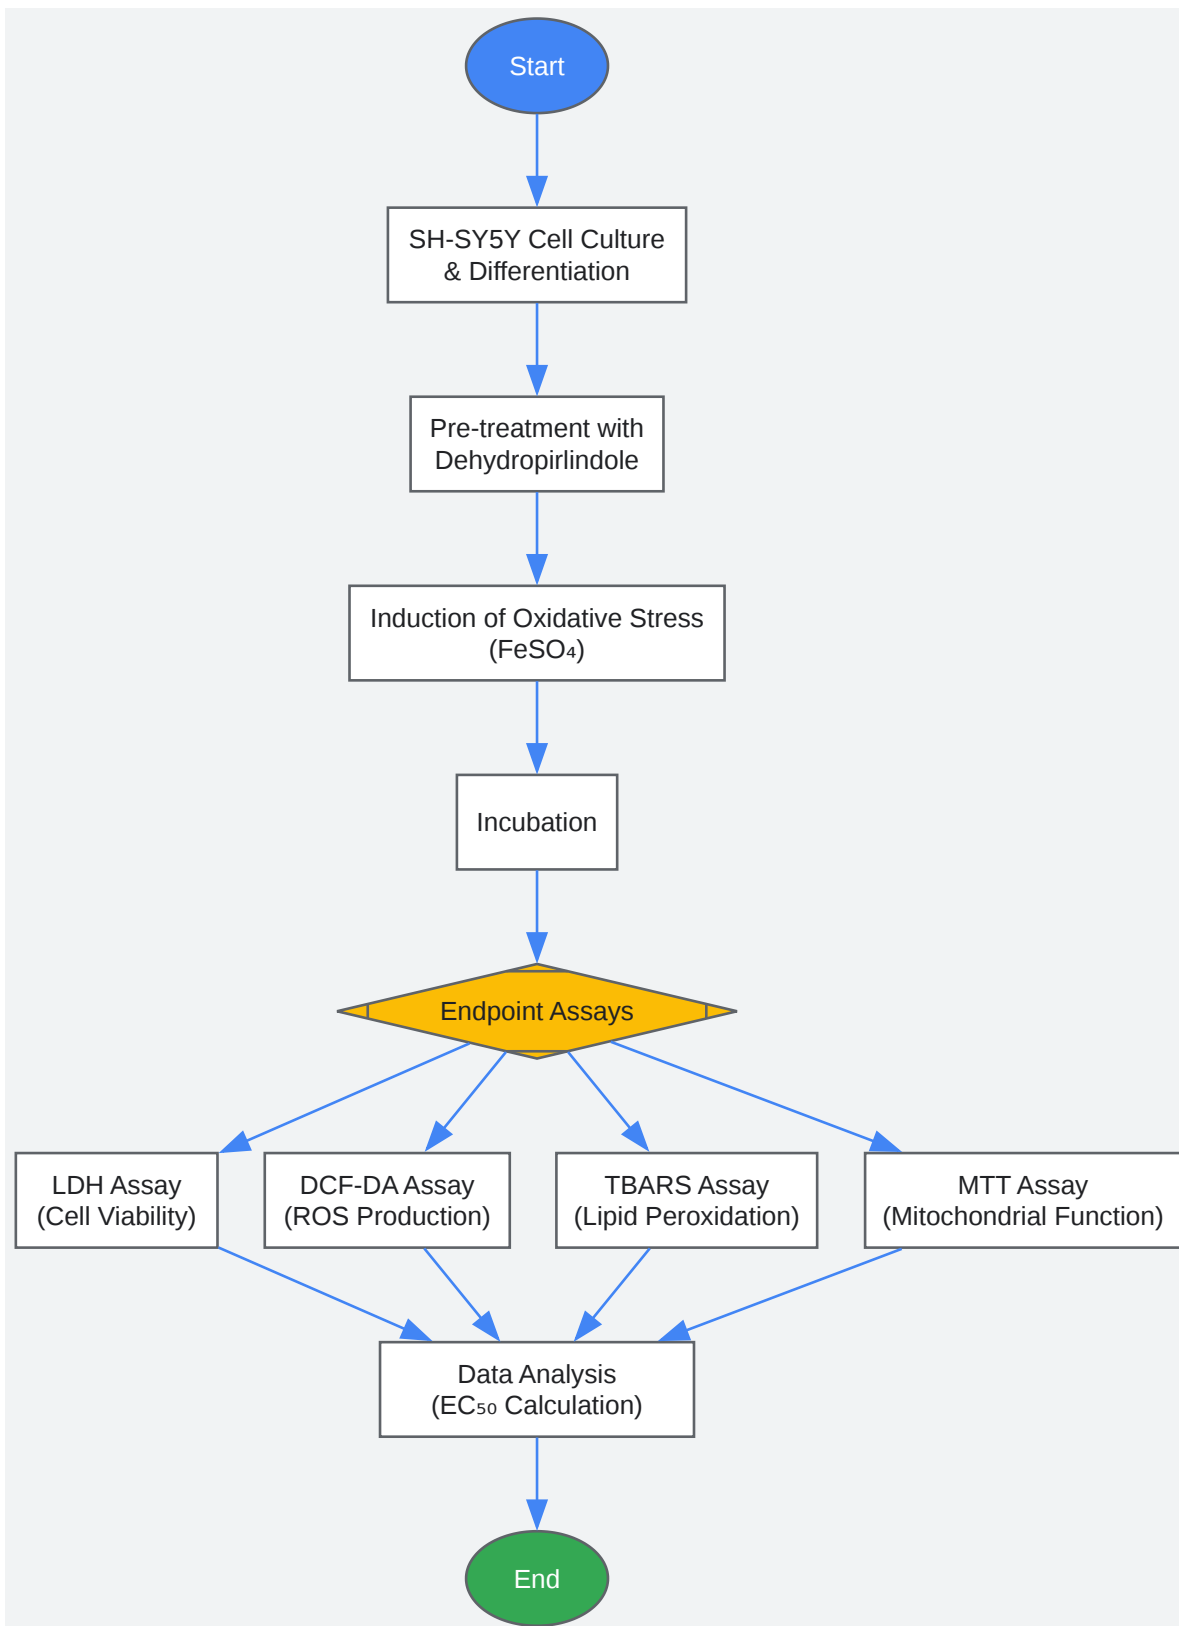 Start
SH-SY5Y Cell Culture
& Differentiation
Pre-treatment with
Dehydropirlindole
Induction of Oxidative Stress
(FeSO₄)
Incubation
Endpoint Assays
LDH Assay
(Cell Viability)
DCF-DA Assay
(ROS Production)
TBARS Assay
(Lipid Peroxidation)
MTT Assay
(Mitochondrial Function)
Data Analysis
(EC₅₀ Calculation)
End